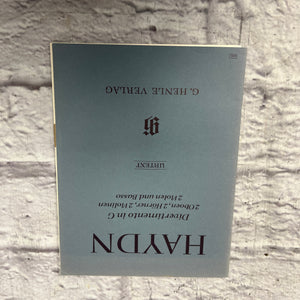 HAYDN
Divertimento in G
2 Oboen, 2 Hörner, 2 Violinen
2 Violen und Basso
URTEXT
G. HENLE VERLAG